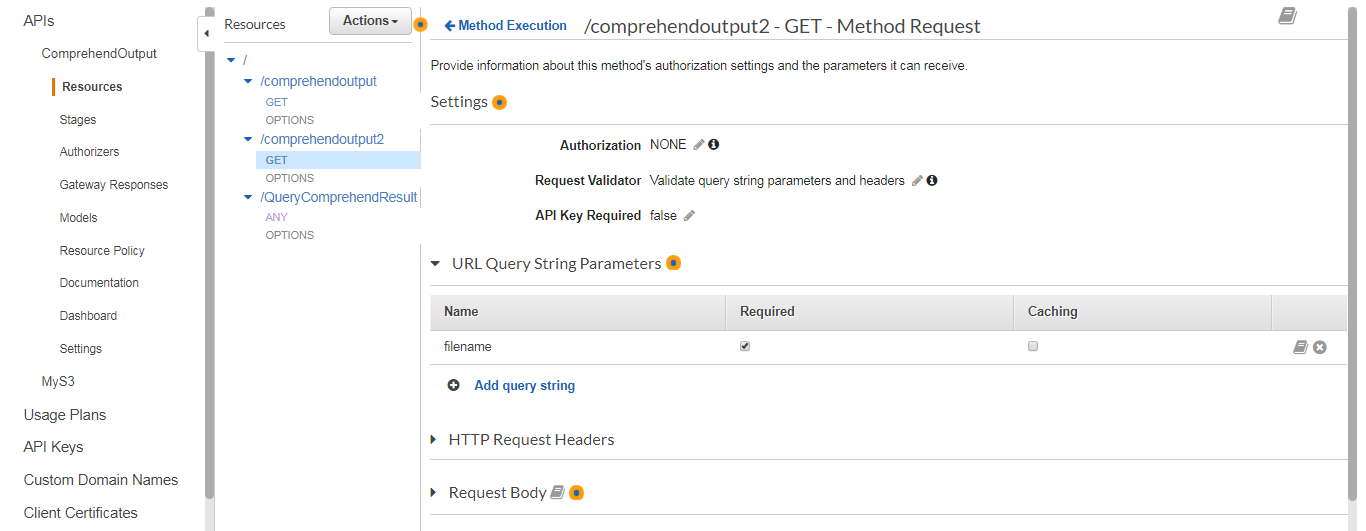 APIs
ComprehendOutput
Resources
Stages
Authorizers
Gateway Responses
Models
Resource Policy
Documentation
Dashboard
Settings
MyS3
Usage Plans
API Keys
Custom Domain Names
Client Certificates
Resources
Actions
/
/comprehendoutput
GET
OPTIONS
/comprehendoutput2
GET
OPTIONS
/QueryComprehendResult
ANY
OPTIONS
Method Execution /comprehendoutput2 - GET - Method Request
Provide information about this method's authorization settings and the parameters it can receive.
Settings
Authorization NONE
Request Validator Validate query string parameters and headers
API Key Required false
URL Query String Parameters
Name Required Caching
filename
Add query string
HTTP Request Headers
Request Body